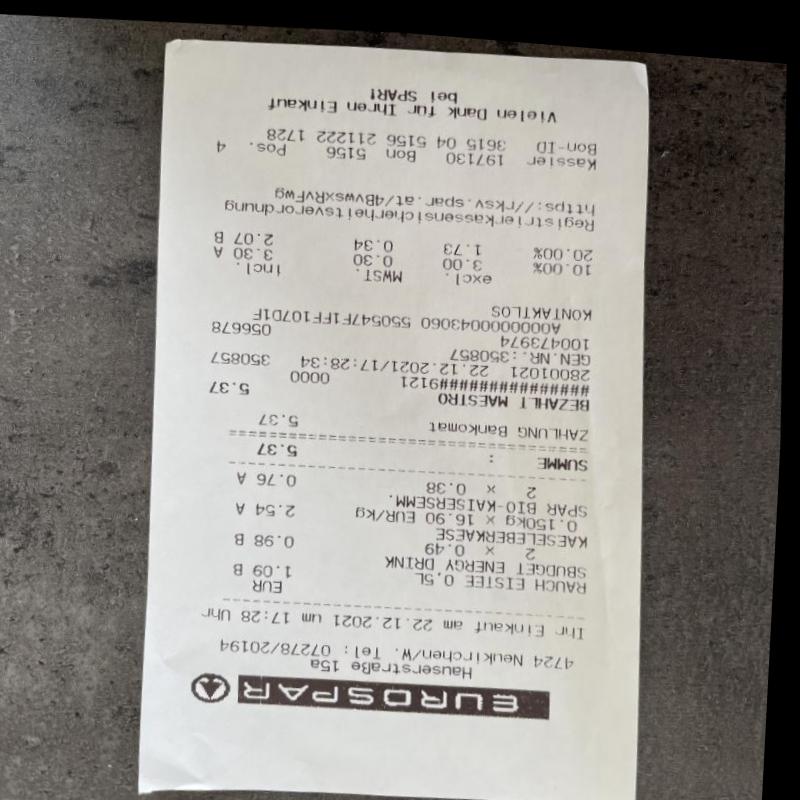 EUROSPAR
Hauserstraße 15a
4724 Neukirchen/W. Tel: 07278/20194
Ihr Einkauf am 22.12.2021 um 17:28 Uhr
EUR
RAUCH EISTEE 0,5L 1.09 B
SBUDGET ENERGY DRINK
2 x 0.49 0.98 B
KAESELEBERKAESE
0.150kg x 16.90 EUR/kg 2.54 A
SPAR BIO-KAISERSEMM.
2 x 0.38 0.76 A
SUMME : 5.37
ZAHLUNG Bankomat 5.37
BEZAHLT MAESTRO 5.37
###############9121 0000
28001021 22.12.2021/17:28:34 350857
GEN.NR.:350857
100473974 056678
A0000000043060 550547F1FF107D1F
KONTAKTLOS
excl. MWST. incl.
10.00% 3.00 0.30 3.30 A
20.00% 1.73 0.34 2.07 B
Registrierkassensicherheitsverordnung
https://rksv.spar.at/4BvwsxRvFwg
Kassier 197130 Bon 5156 Pos. 4
Bon-ID 3615 04 5156 211222 1728
Vielen Dank für Ihren Einkauf
bei SPAR!